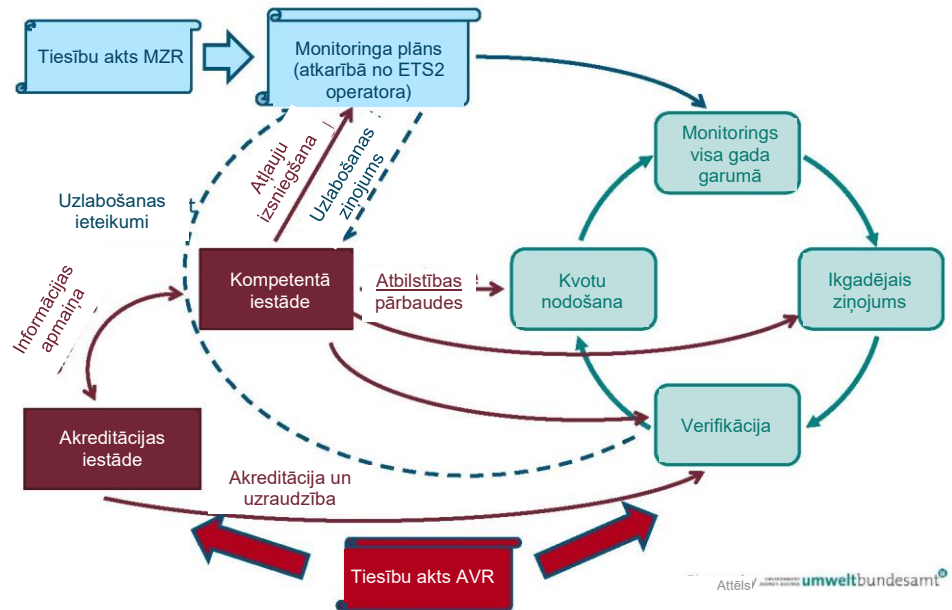 Tiesību akts MZR
Monitoringa plāns
(atkarībā no ETS2
operatora)
Monitorings
visa gada
garumā
Atļauju
izsniegšana
Uzlabošanas
ziņojums
Uzlabošanas
ieteikumi
Kompetentā
iestāde
Atbilstības
pārbaudes
Kvotu
nodošana
Ikgadējais
ziņojums
Informācijas
apmaiņa
Akreditācijas
iestāde
Verifikācija
Akreditācija un
uzraudzība
Tiesību akts AVR
Attēls
umweltbundesamt